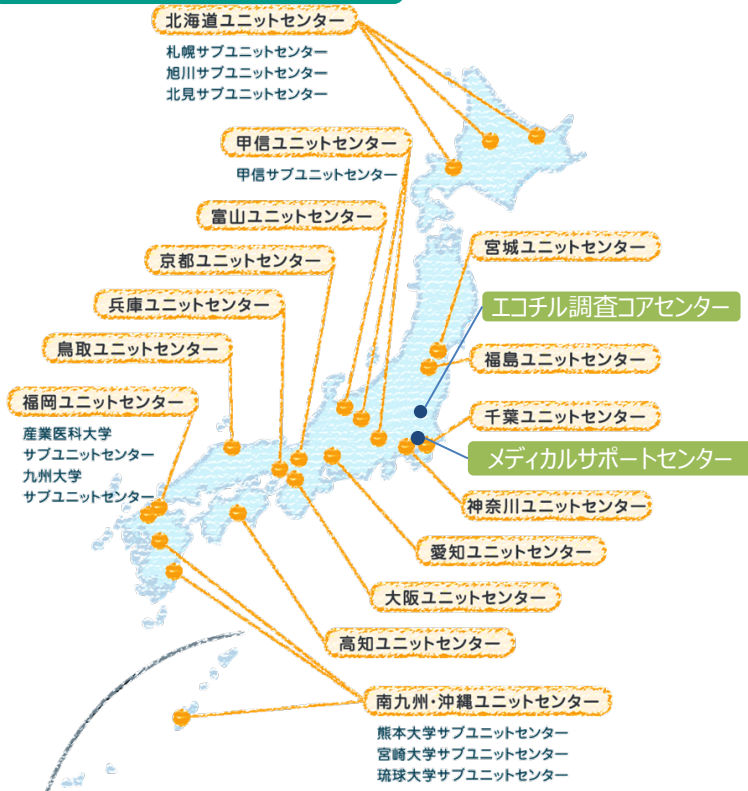 北海道ユニットセンター
札幌サブユニットセンター
旭川サブユニットセンター
北見サブユニットセンター
甲信ユニットセンター
甲信サブユニットセンター
富山ユニットセンター
京都ユニットセンター
兵庫ユニットセンター
鳥取ユニットセンター
福岡ユニットセンター
産業医科大学
サブユニットセンター
九州大学
サブユニットセンター
宮城ユニットセンター
エコチル調査コアセンター
福島ユニットセンター
千葉ユニットセンター
メディカルサポートセンター
神奈川ユニットセンター
愛知ユニットセンター
大阪ユニットセンター
高知ユニットセンター
南九州・沖縄ユニットセンター
熊本大学サブユニットセンター
宮崎大学サブユニットセンター
琉球大学サブユニットセンター